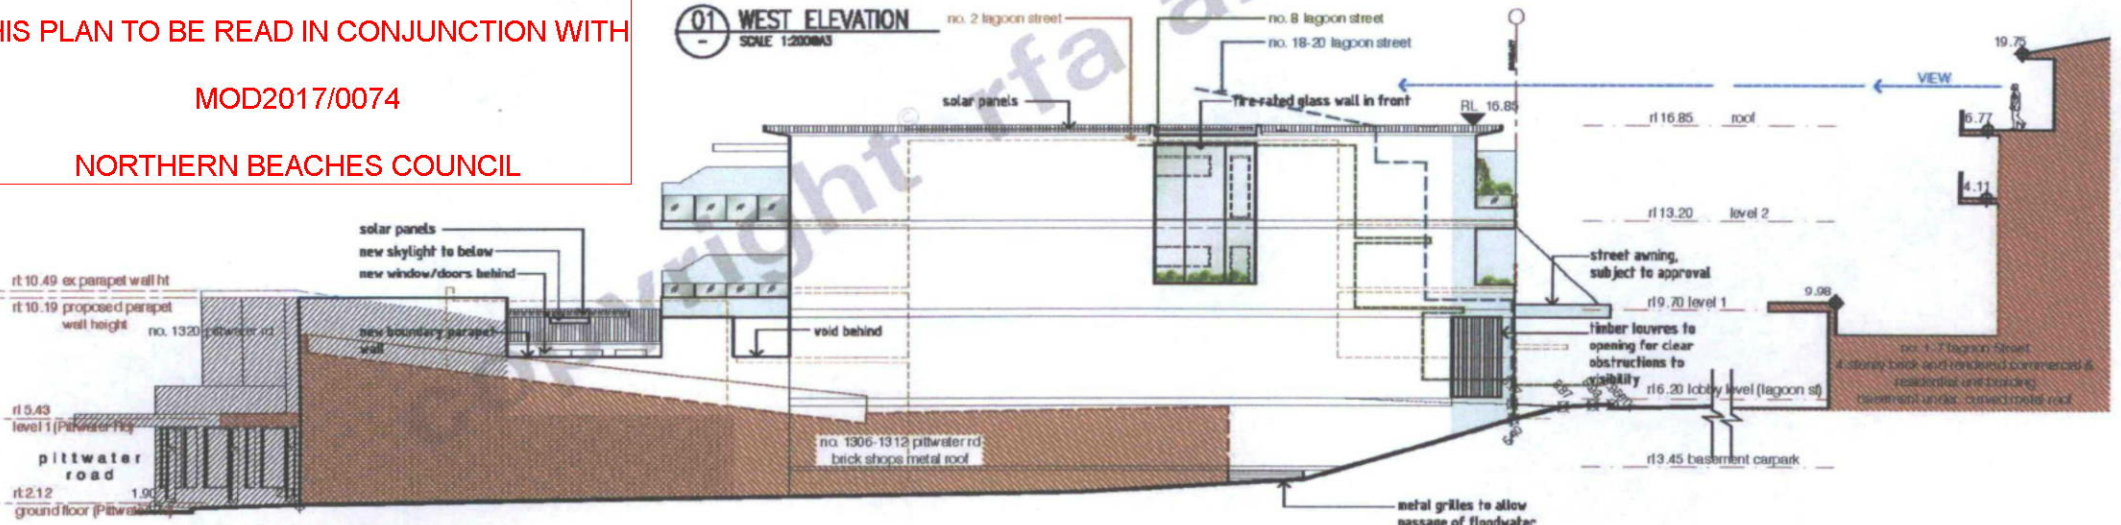 HIS PLAN TO BE READ IN CONJUNCTION WITH
MOD2017/0074
NORTHERN BEACHES COUNCIL
01
WEST ELEVATION
SCALE 1:200@A3
no. 2 lagoon street
no. 8 lagoon street
no. 18-20 lagoon street
solar panels
fire-rated glass wall in front
RL 16.85
VIEW
19.75
rl 16.85 roof
6.77
4.11
rl 13.20 level 2
solar panels
new skylight to below
new window/doors behind
rl:10.49 ex parapet wall ht
rl:10.19 proposed parapet
wall height
no. 1320 pittwater rd
new boundary parapet
wall
void behind
street awning,
subject to approval
rl 9.70 level 1
9.98
timber louvres to
opening for clear
obstructions to
visibility
no. 1-7 lagoon Street
4 storey brick and rendered commercial &
residential unit building
basement under. curved metal roof
rl 6.20 lobby level (lagoon st)
rl 5.43
level 1 (Pittwater Rd)
pittwater
road
no. 1306-1312 pittwater rd
brick shops metal roof
rl 3.45 basement carpark
rl:2.12
ground floor (Pittwater Rd)
1.90
metal grilles to allow
passage of floodwater
copyright © rfa a